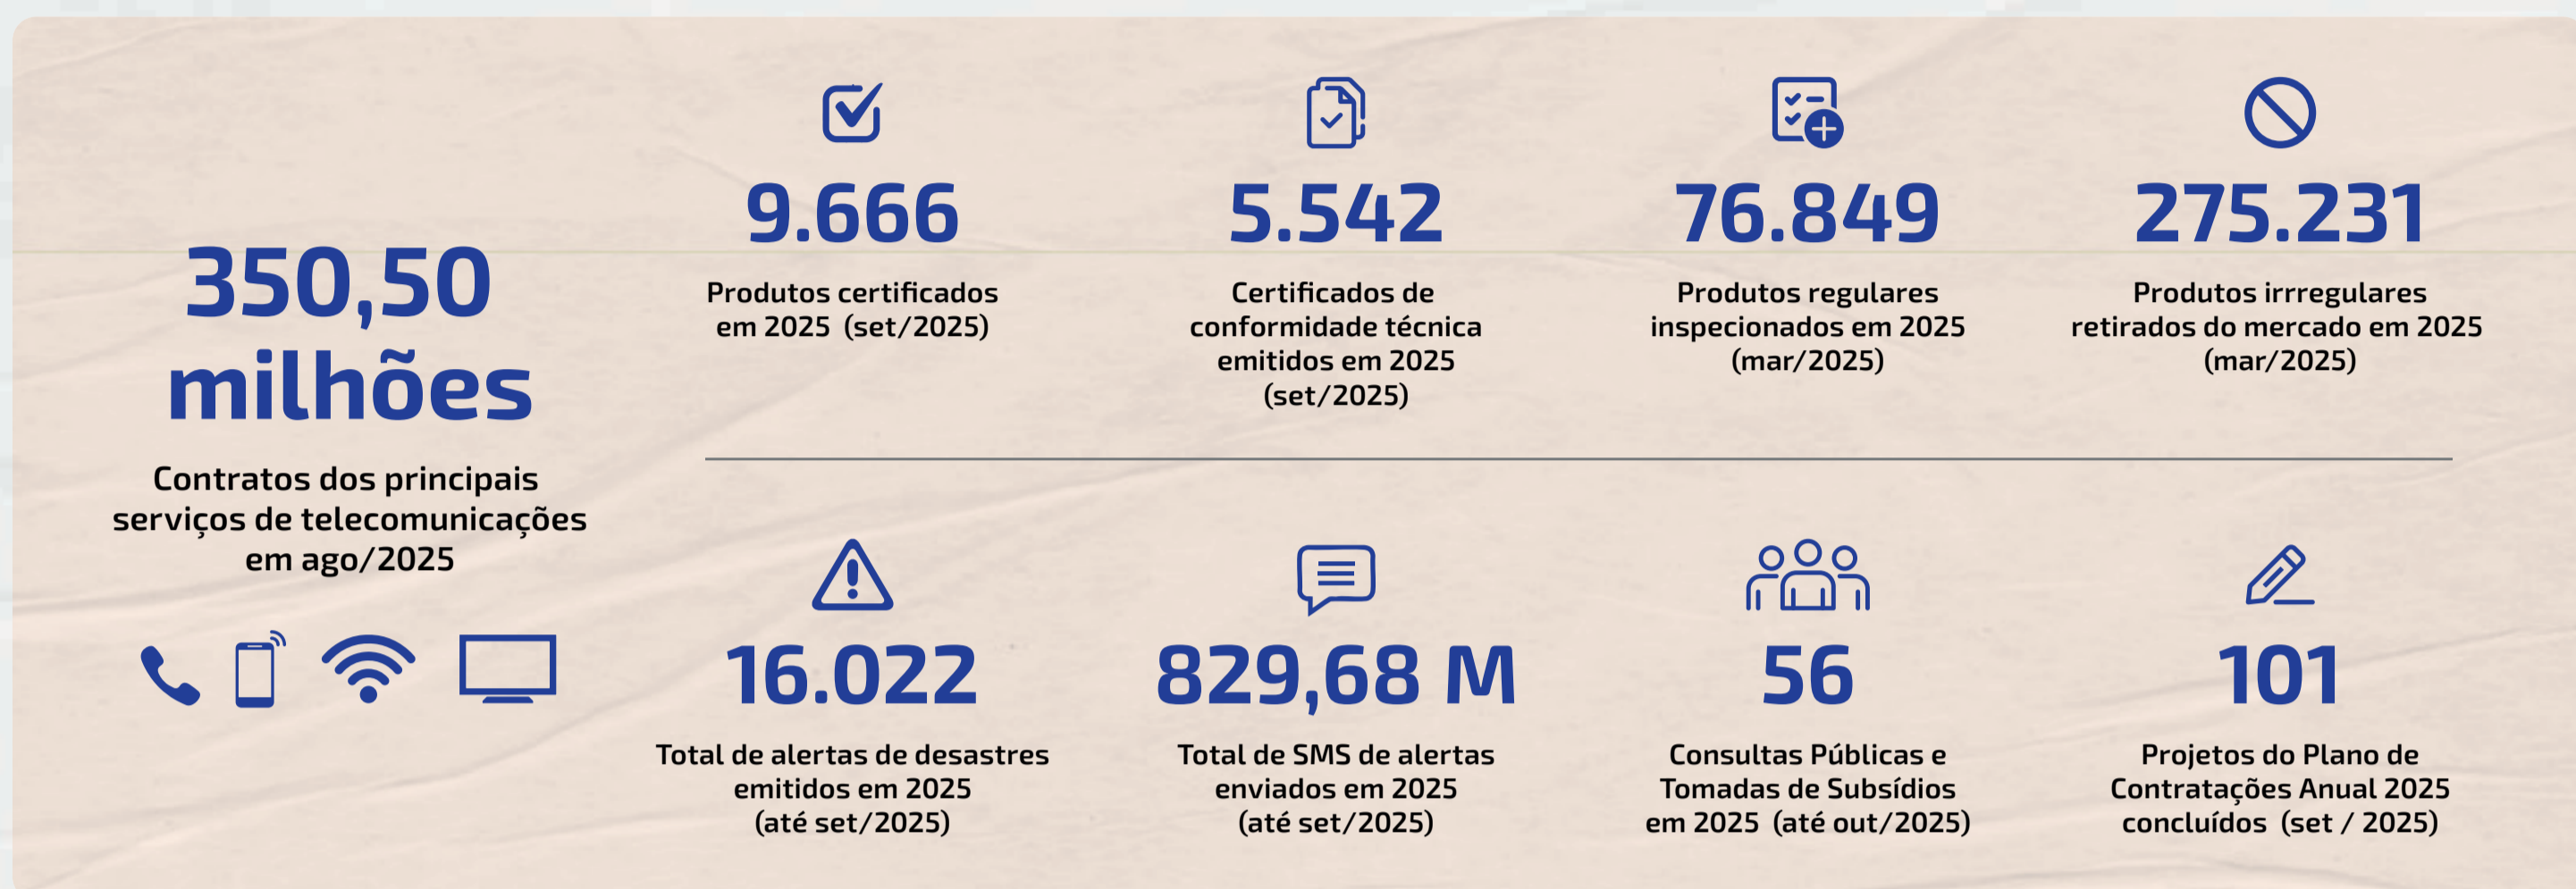 350,50
milhões
Contratos dos principais
serviços de telecomunicações
em ago/2025
9.666
Produtos certificados
em 2025 (set/2025)
5.542
Certificados de
conformidade técnica
emitidos em 2025
(set/2025)
76.849
Produtos regulares
inspecionados em 2025
(mar/2025)
275.231
Produtos irrregulares
retirados do mercado em 2025
(mar/2025)
16.022
Total de alertas de desastres
emitidos em 2025
(até set/2025)
829,68 M
Total de SMS de alertas
enviados em 2025
(até set/2025)
56
Consultas Públicas e
Tomadas de Subsídios
em 2025 (até out/2025)
101
Projetos do Plano de
Contratações Anual 2025
concluídos (set / 2025)